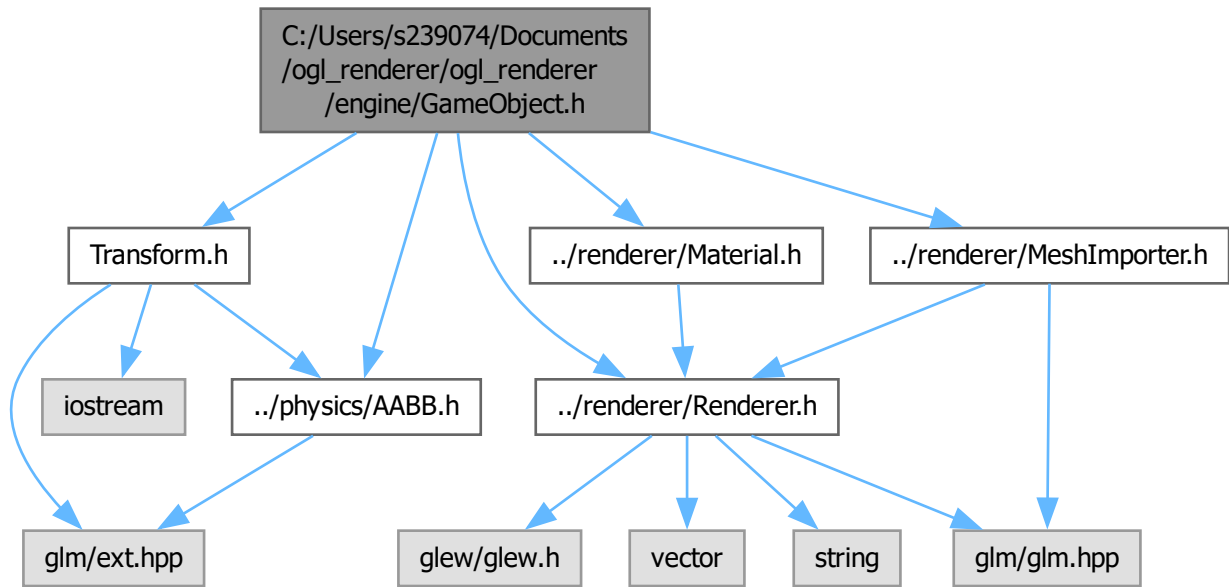 C:/Users/s239074/Documents
/ogl_renderer/ogl_renderer
/engine/GameObject.h
Transform.h
../renderer/Material.h
../renderer/MeshImporter.h
iostream
../physics/AABB.h
../renderer/Renderer.h
glm/ext.hpp
glew/glew.h
vector
string
glm/glm.hpp